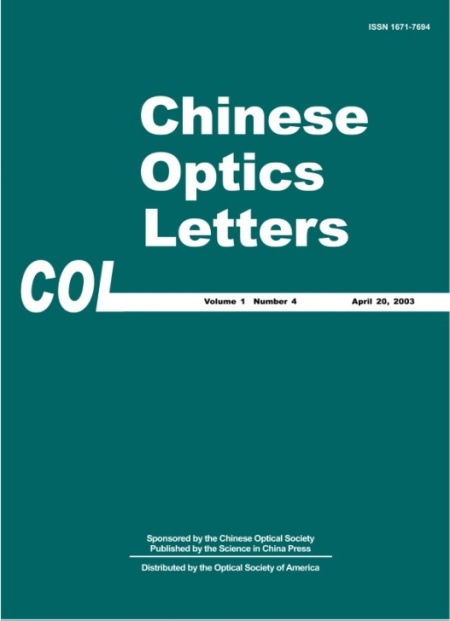 ISSN 1671-7694
Chinese
Optics
Letters
COL
Volume 1 Number 4 April 20, 2003
Sponsored by the Chinese Optical Society
Published by the Science in China Press
Distributed by the Optical Society of America